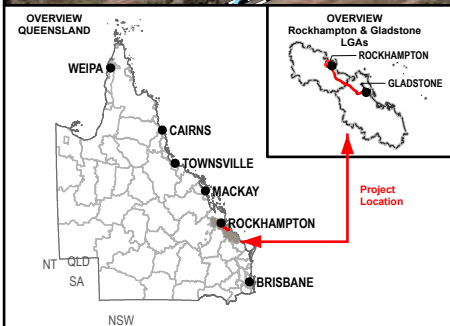 OVERVIEW
QUEENSLAND
WEIPA
CAIRNS
TOWNSVILLE
MACKAY
ROCKHAMPTON
BRISBANE
NT
QLD
SA
NSW
OVERVIEW
Rockhampton & Gladstone
LGAs
ROCKHAMPTON
GLADSTONE
Project
Location